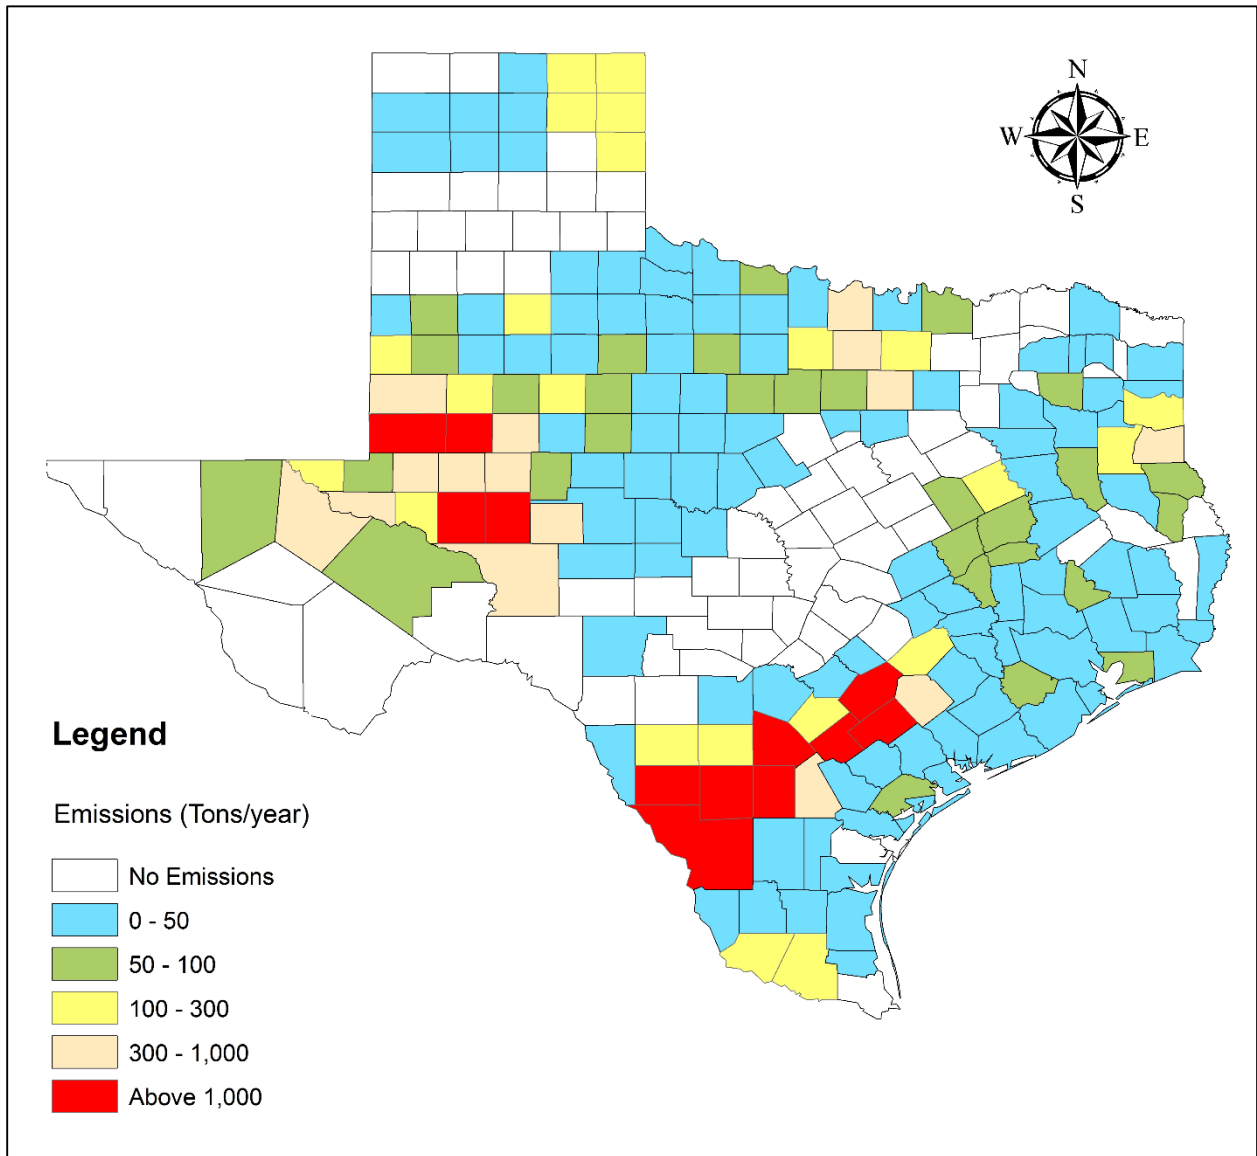 N
W E
S
Legend
Emissions (Tons/year)
No Emissions
0 - 50
50 - 100
100 - 300
300 - 1,000
Above 1,000